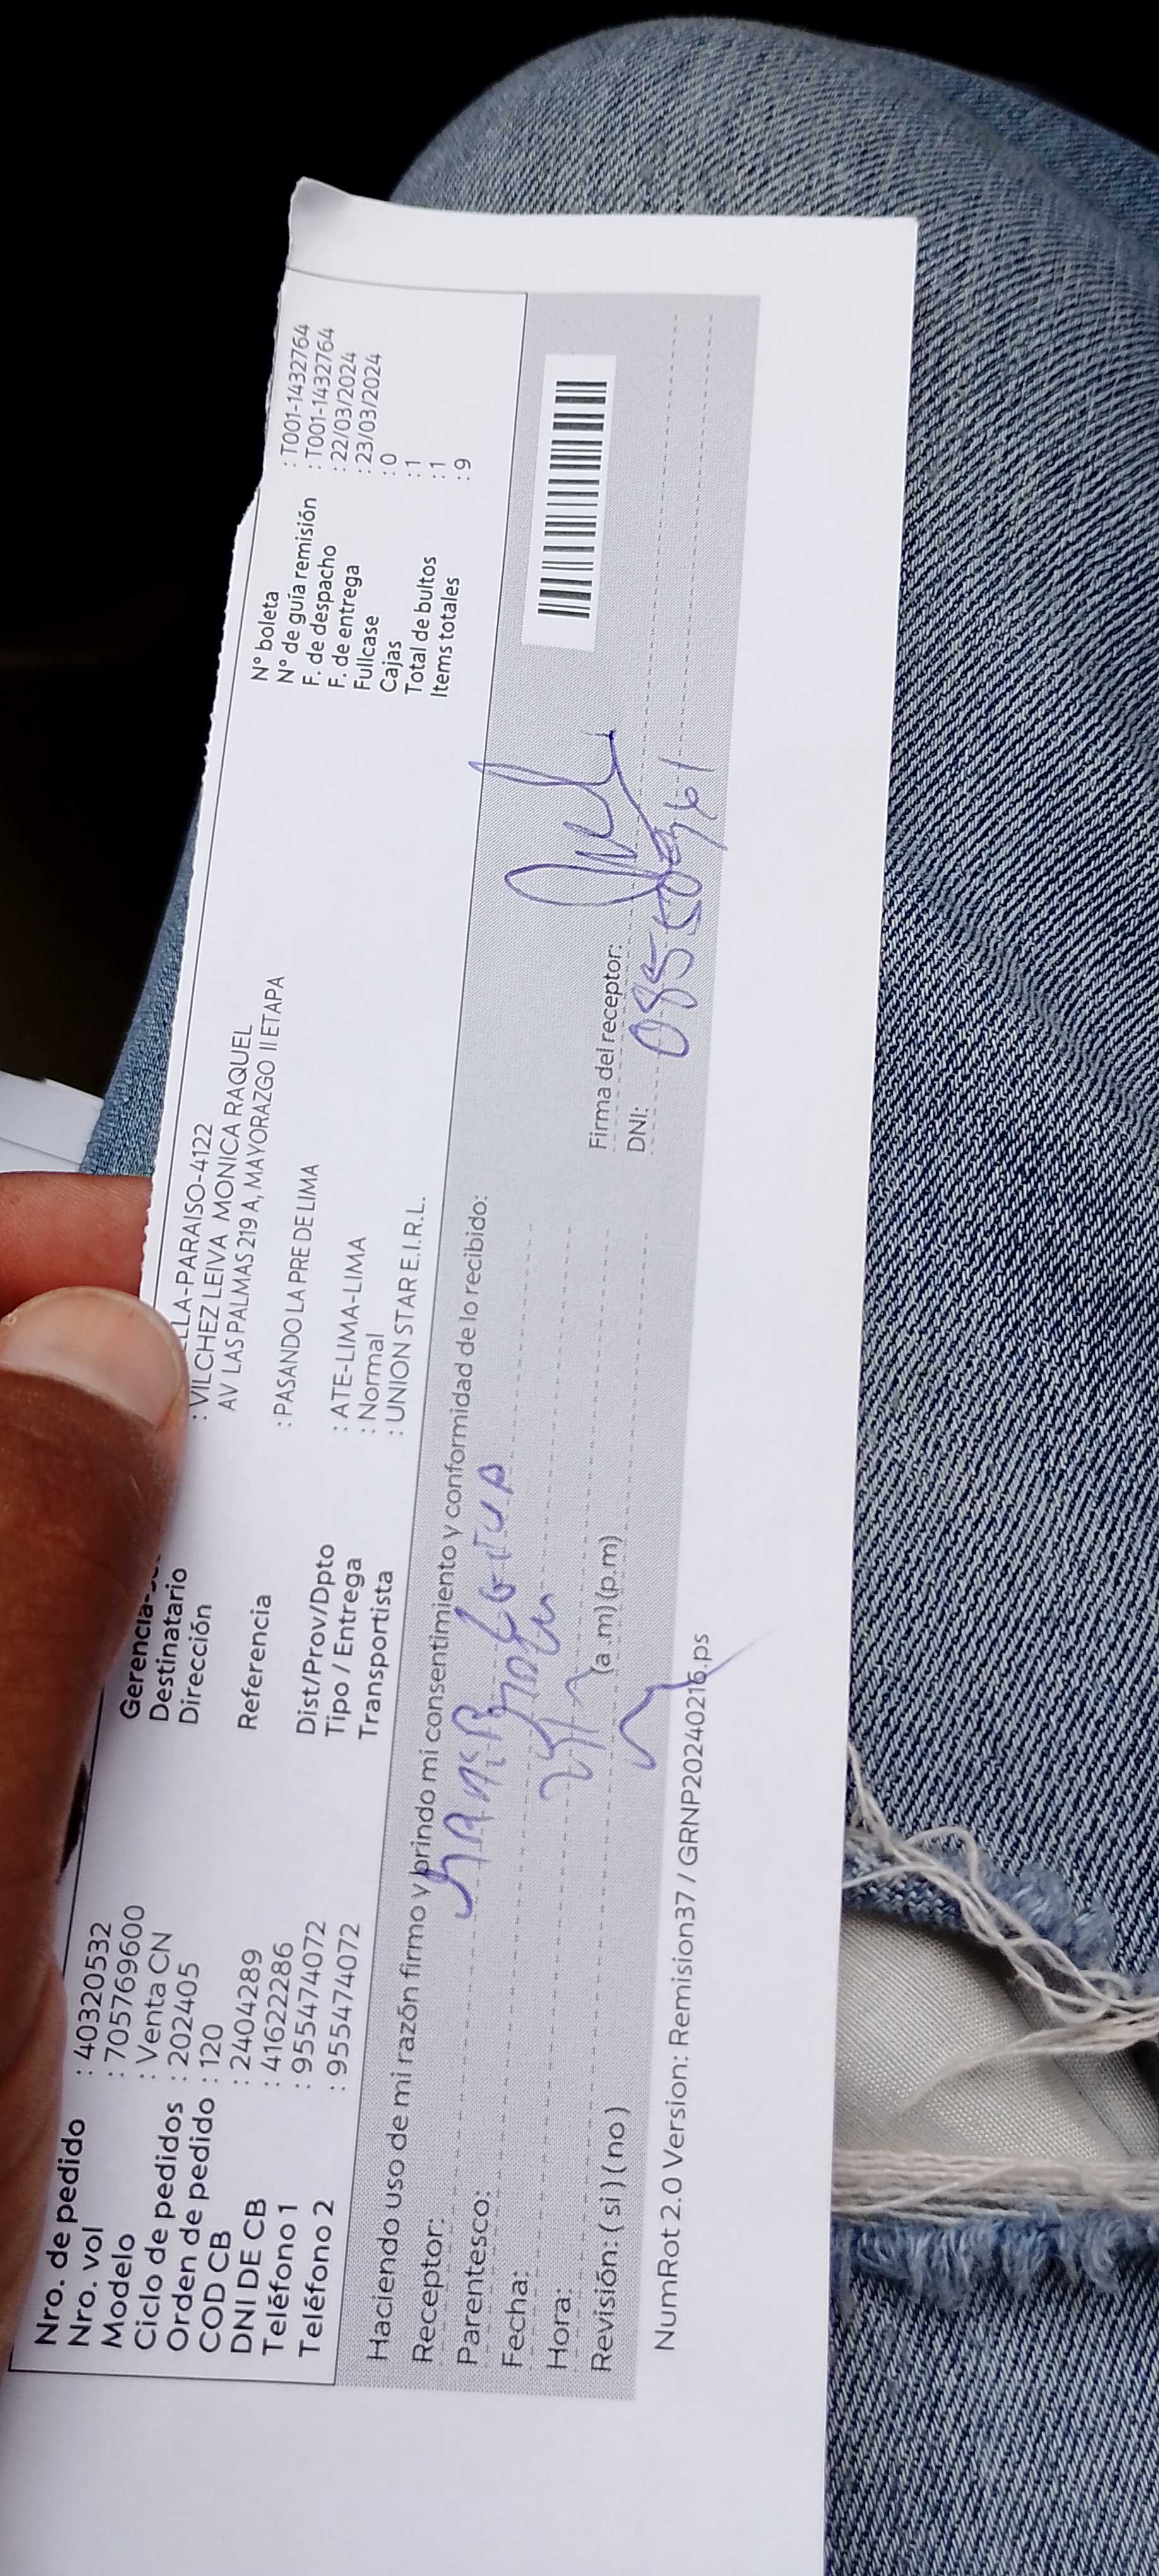 Nro. de pedido : 40320532
Nro. vol : 705769600
Modelo : Venta CN
Ciclo de pedidos : 202405
Orden de pedido : 120
COD CB : 2404289
DNI DE CB : 41622286
Teléfono 1 : 955474072
Teléfono 2 : 955474072
Gerencia- LLA-PARAISO-4122
Destinatario : VILCHEZ LEIVA MONICA RAQUEL
Dirección AV LAS PALMAS 219 A, MAYORAZGO II ETAPA
Referencia : PASANDO LA PRE DE LIMA
Dist/Prov/Dpto : ATE-LIMA-LIMA
Tipo / Entrega : Normal
Transportista : UNION STAR E.I.R.L.
N° boleta : T001-1432764
N° de guía remisión : T001-1432764
F. de despacho : 22/03/2024
F. de entrega : 23/03/2024
Fullcase : 0
Cajas : 1
Total de bultos : 1
Items totales : 9
Haciendo uso de mi razón firmo y brindo mi consentimiento y conformidad de lo recibido:
Receptor:
Parentesco:
Fecha:
Hora: (a.m) (p.m)
Revisión: ( si ) ( no )
Firma del receptor:
DNI:
NumRot 2.0 Version: Remision37 / GRNP20240216.ps